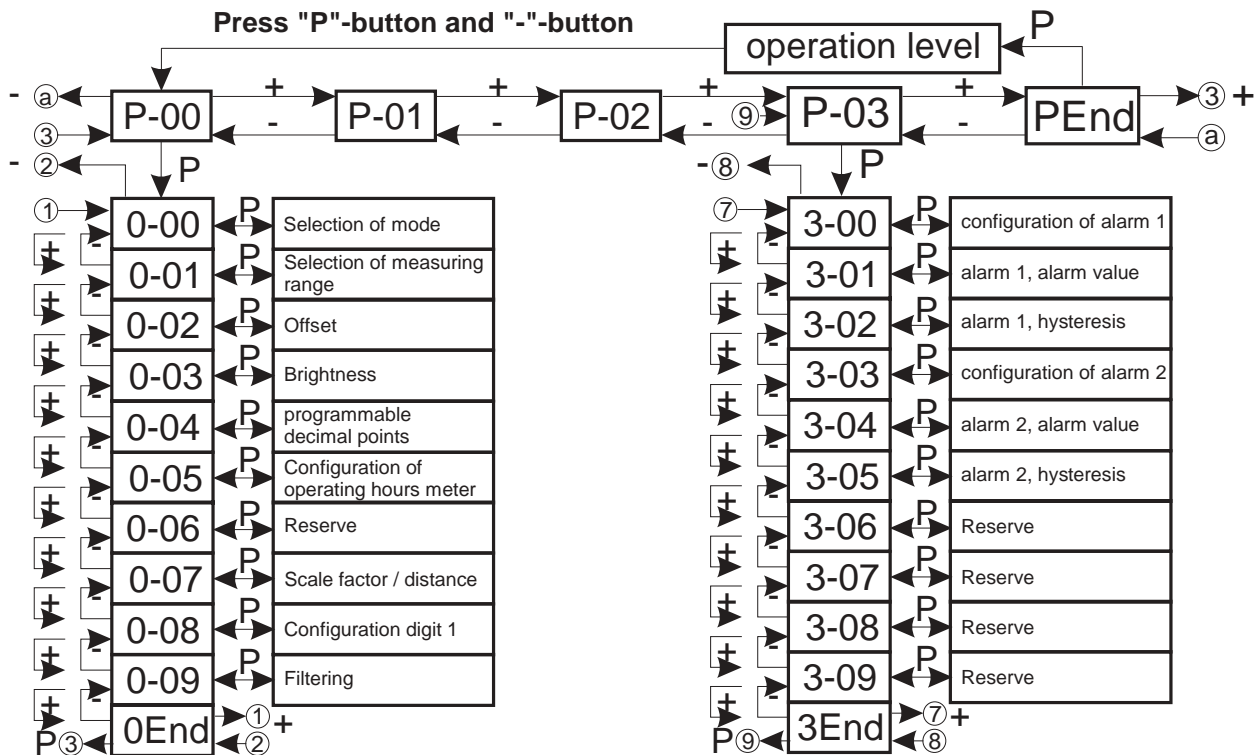 Press "P"-button and "-"-button
operation level
P
- ⓐ
P-00
+
-
P-01
+
-
P-02
+
-
⑨
P-03
+
-
PEnd
③ +
ⓐ
③
- ②
P
①
0-00
P
Selection of mode
+
-
0-01
P
Selection of measuring
range
+
-
0-02
P
Offset
+
-
0-03
P
Brightness
+
-
0-04
P
programmable
decimal points
+
-
0-05
P
Configuration of
operating hours meter
+
-
0-06
P
Reserve
+
-
0-07
P
Scale factor / distance
+
-
0-08
P
Configuration digit 1
+
-
0-09
P
Filtering
+
-
0End
① +
②
P ③
- ⑧
P
⑦
3-00
P
configuration of alarm 1
+
-
3-01
P
alarm 1, alarm value
+
-
3-02
P
alarm 1, hysteresis
+
-
3-03
P
configuration of alarm 2
+
-
3-04
P
alarm 2, alarm value
+
-
3-05
P
alarm 2, hysteresis
+
-
3-06
P
Reserve
+
-
3-07
P
Reserve
+
-
3-08
P
Reserve
+
-
3-09
P
Reserve
+
-
3End
⑦ +
⑧
P ⑨